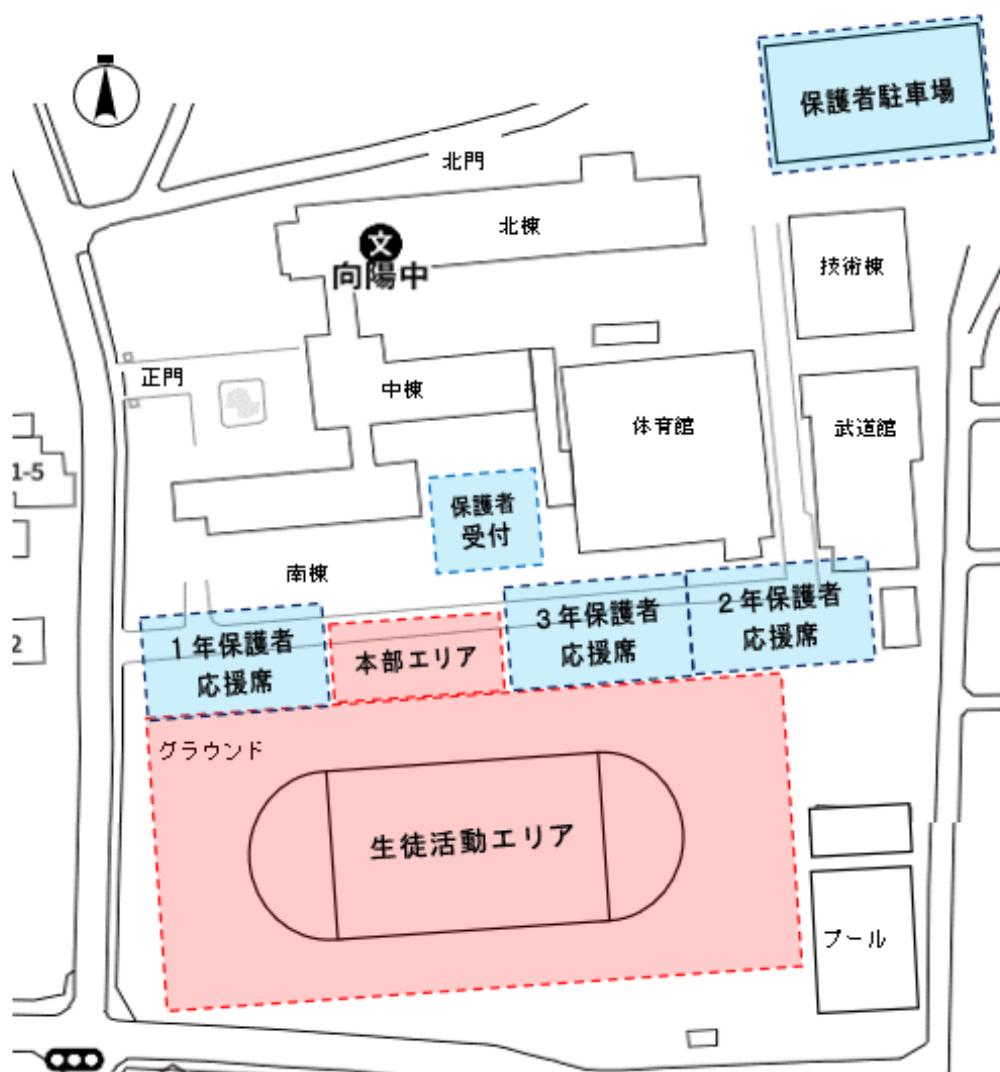 保護者駐車場
北門
北棟
文
向陽中
技術棟
正門
中棟
体育館
武道館
1-5
保護者
受付
南棟
1年保護者
応援席
本部エリア
3年保護者
応援席
2年保護者
応援席
2
グラウンド
生徒活動エリア
プール